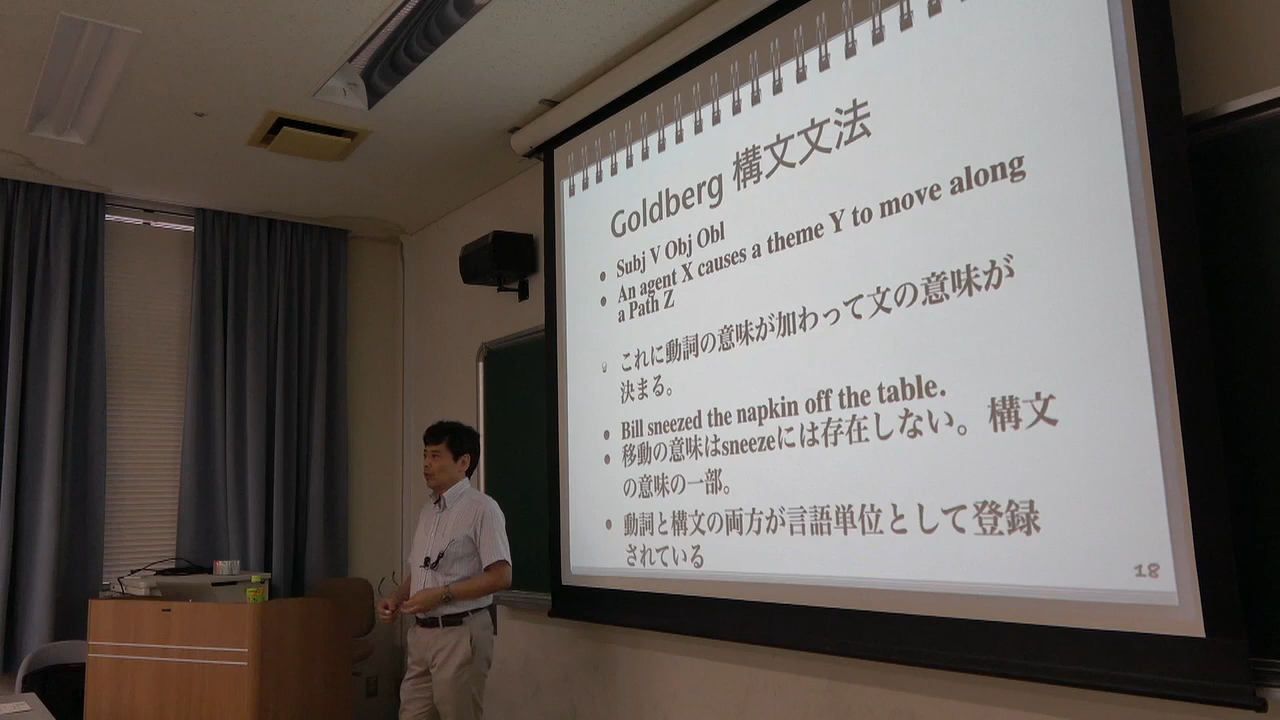 Goldberg 構文文法
Subj V Obj Obl
An agent X causes a theme Y to move along
a Path Z
これに動詞の意味が加わって文の意味が
決まる。
Bill sneezed the napkin off the table.
移動の意味はsneezeには存在しない。構文
の意味の一部。
動詞と構文の両方が言語単位として登録
されている
18